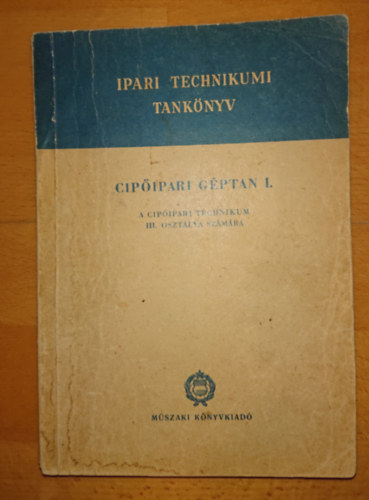 IPARI TECHNIKUMI
TANKÖNYV
CIPŐIPARI GÉPTAN I.
A CIPŐIPARI TECHNIKUM
III. OSZTÁLYA SZÁMÁRA
MŰSZAKI KÖNYVKIADÓ